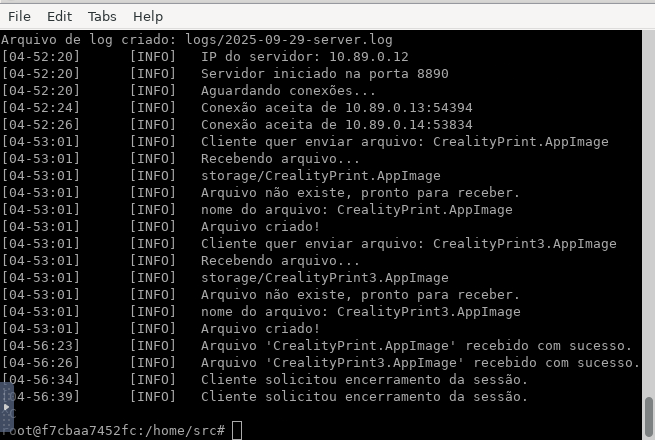 File Edit Tabs Help
Arquivo de log criado: logs/2025-09-29-server.log
[04-52:20] [INFO] IP do servidor: 10.89.0.12
[04-52:20] [INFO] Servidor iniciado na porta 8890
[04-52:20] [INFO] Aguardando conexões...
[04-52:24] [INFO] Conexão aceita de 10.89.0.13:54394
[04-52:26] [INFO] Conexão aceita de 10.89.0.14:53834
[04-53:01] [INFO] Cliente quer enviar arquivo: CrealityPrint.AppImage
[04-53:01] [INFO] Recebendo arquivo...
[04-53:01] [INFO] storage/CrealityPrint.AppImage
[04-53:01] [INFO] Arquivo não existe, pronto para receber.
[04-53:01] [INFO] nome do arquivo: CrealityPrint.AppImage
[04-53:01] [INFO] Arquivo criado!
[04-53:01] [INFO] Cliente quer enviar arquivo: CrealityPrint3.AppImage
[04-53:01] [INFO] Recebendo arquivo...
[04-53:01] [INFO] storage/CrealityPrint3.AppImage
[04-53:01] [INFO] Arquivo não existe, pronto para receber.
[04-53:01] [INFO] nome do arquivo: CrealityPrint3.AppImage
[04-53:01] [INFO] Arquivo criado!
[04-56:23] [INFO] Arquivo 'CrealityPrint.AppImage' recebido com sucesso.
[04-56:26] [INFO] Arquivo 'CrealityPrint3.AppImage' recebido com sucesso.
[04-56:34] [INFO] Cliente solicitou encerramento da sessão.
04-56:39] [INFO] Cliente solicitou encerramento da sessão.
root@f7cbaa7452fc:/home/src#